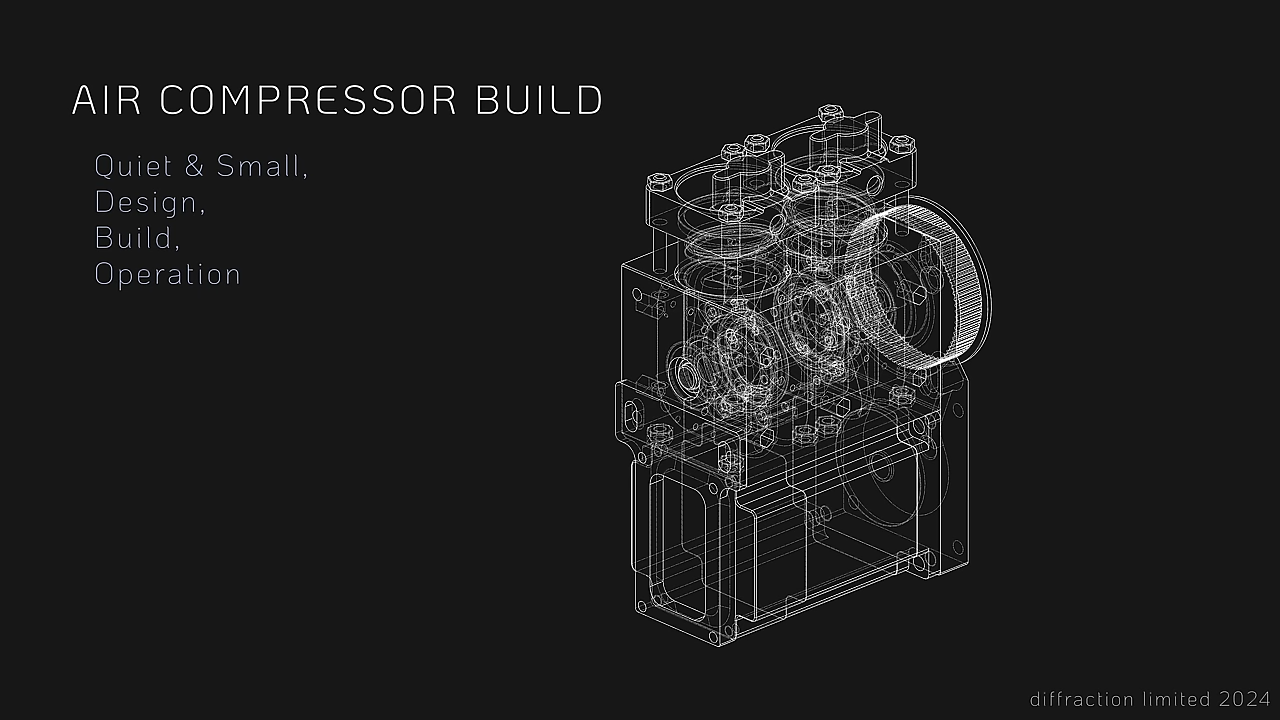 AIR COMPRESSOR BUILD
Quiet & Small,
Design,
Build,
Operation
diffraction limited 2024